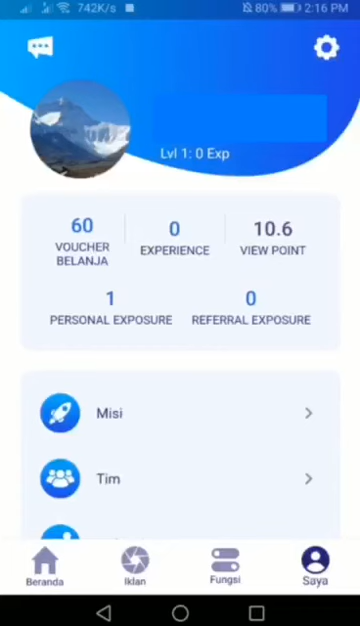 742K/s 80% 2:16 PM
Lvl 1: 0 Exp
60
VOUCHER
BELANJA
0
EXPERIENCE
10.6
VIEW POINT
1
PERSONAL EXPOSURE
0
REFERRAL EXPOSURE
Misi
Tim
Beranda Iklan Fungsi Saya